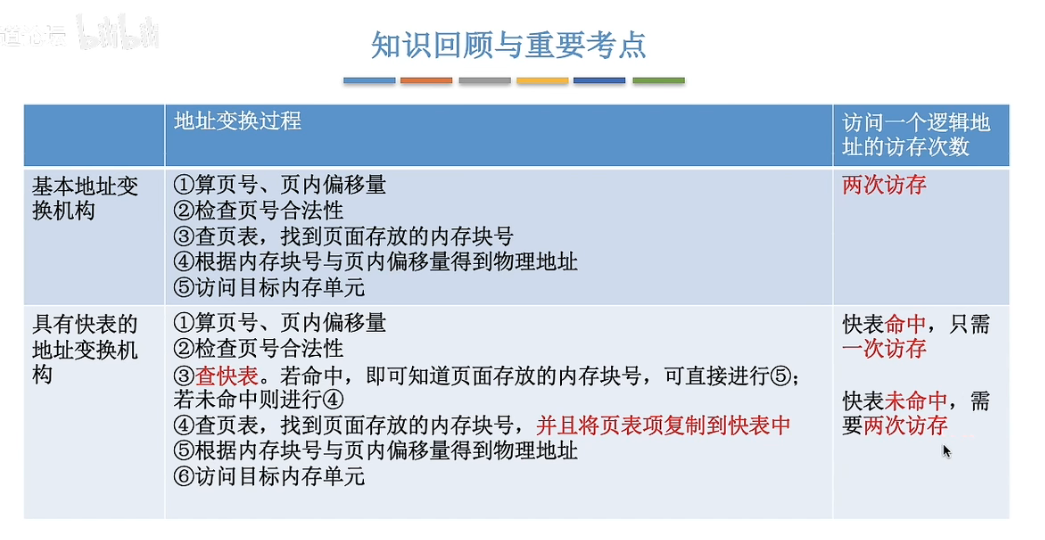 bilibili
知识回顾与重要考点
地址变换过程
访问一个逻辑地
址的访存次数
基本地址变
换机构
①算页号、页内偏移量
②检查页号合法性
③查页表，找到页面存放的内存块号
④根据内存块号与页内偏移量得到物理地址
⑤访问目标内存单元
两次访存
具有快表的
地址变换机
构
①算页号、页内偏移量
②检查页号合法性
③查快表。若命中，即可知道页面存放的内存块号，可直接进行⑤；
若未命中则进行④
④查页表，找到页面存放的内存块号，并且将页表项复制到快表中
⑤根据内存块号与页内偏移量得到物理地址
⑥访问目标内存单元
快表命中，只需
一次访存
快表未命中，需
要两次访存